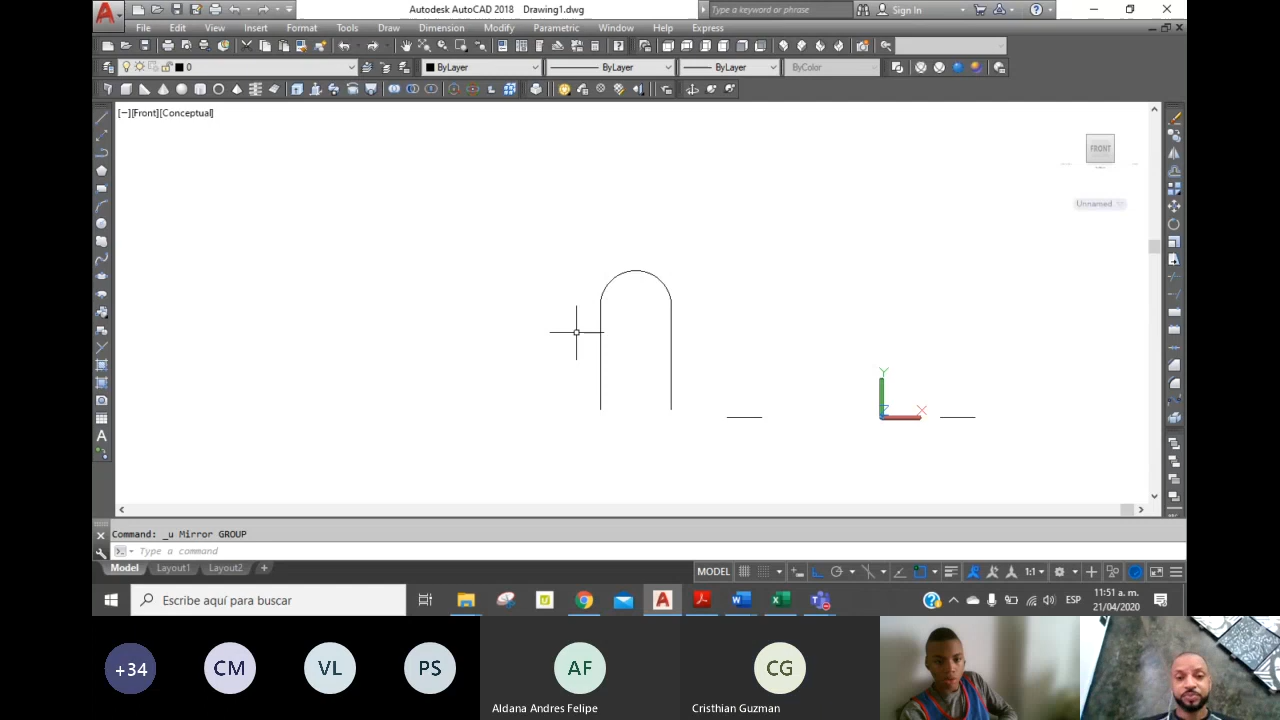 Autodesk AutoCAD 2018 Drawing1.dwg
Type a keyword or phrase
Sign In
File Edit View Insert Format Tools Draw Dimension Modify Parametric Window Help Express
0
ByLayer
ByLayer
ByLayer
ByColor
[−][Front][Conceptual]
FRONT
Unnamed
Y
X
Command: _u Mirror GROUP
Type a command
Model Layout1 Layout2 +
MODEL
1:1
Escribe aquí para buscar
ESP
11:51 a. m.
21/04/2020
+34
CM
VL
PS
AF
CG
Aldana Andres Felipe
Cristhian Guzman